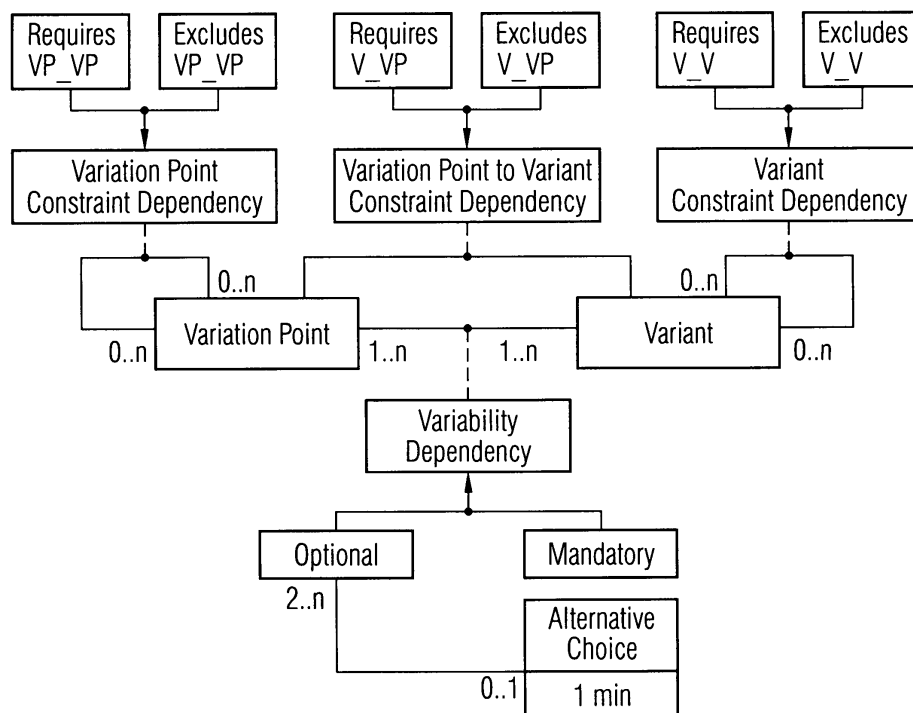 Requires
VP_VP
Excludes
VP_VP
Requires
V_VP
Excludes
V_VP
Requires
V_V
Excludes
V_V
Variation Point
Constraint Dependency
Variation Point to Variant
Constraint Dependency
Variant
Constraint Dependency
0..n
0..n
Variation Point
0..n
1..n
1..n
Variant
0..n
Variability
Dependency
Optional
Mandatory
2..n
Alternative
Choice
0..1
1 min